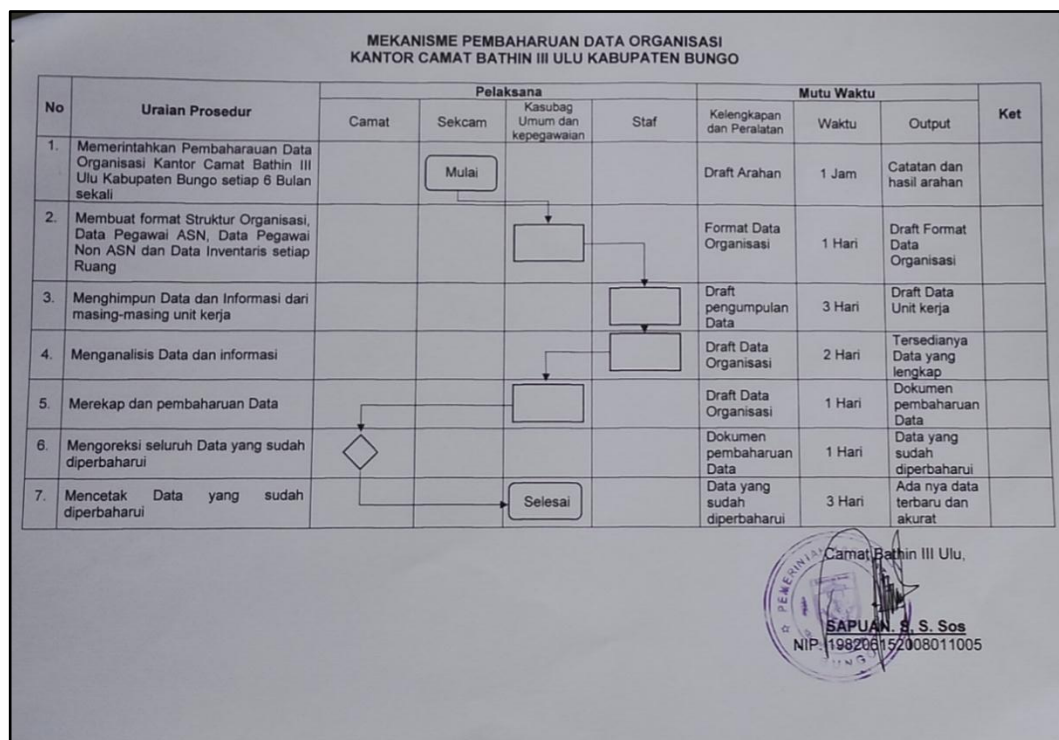 MEKANISME PEMBAHARUAN DATA ORGANISASI
KANTOR CAMAT BATHIN III ULU KABUPATEN BUNGO
No
Uraian Prosedur
Pelaksana
Mutu Waktu
Ket
Camat
Sekcam
Kasubag
Umum dan
kepegawaian
Staf
Kelengkapan
dan Peralatan
Waktu
Output
1.
Memerintahkan Pembaharauan Data
Organisasi Kantor Camat Bathin III
Ulu Kabupaten Bungo setiap 6 Bulan
sekali
Mulai
Draft Arahan
1 Jam
Catatan dan
hasil arahan
2.
Membuat format Struktur Organisasi,
Data Pegawai ASN, Data Pegawai
Non ASN dan Data Inventaris setiap
Ruang
Format Data
Organisasi
1 Hari
Draft Format
Data
Organisasi
3.
Menghimpun Data dan Informasi dari
masing-masing unit kerja
Draft
pengumpulan
Data
3 Hari
Draft Data
Unit kerja
4.
Menganalisis Data dan informasi
Draft Data
Organisasi
2 Hari
Tersedianya
Data yang
lengkap
5.
Merekap dan pembaharuan Data
Draft Data
Organisasi
1 Hari
Dokumen
pembaharuan
Data
6.
Mengoreksi seluruh Data yang sudah
diperbaharui
Dokumen
pembaharuan
Data
1 Hari
Data yang
sudah
diperbaharui
7.
Mencetak Data yang sudah
diperbaharui
Selesai
Data yang
sudah
diperbaharui
3 Hari
Ada nya data
terbaru dan
akurat
Camat Bathin III Ulu,
SAPUAN. S, S. Sos
NIP. 198206152008011005